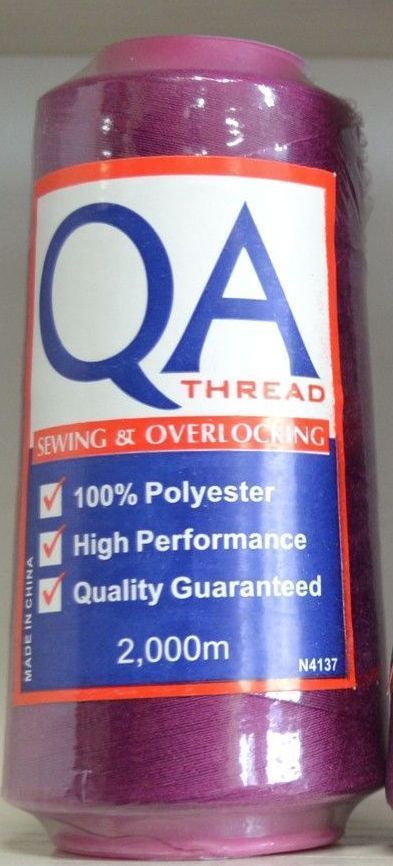 QA
THREAD
SEWING & OVERLOCKING
100% Polyester
High Performance
Quality Guaranteed
2,000m
N4137
MADE IN CHINA